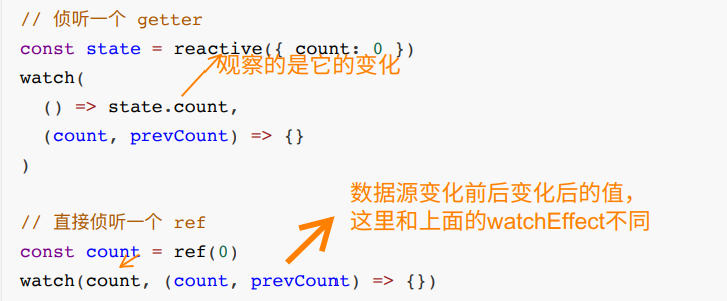 // 侦听一个 getter
const state = reactive({ count: 0 })
观察的是它的变化
watch(
() => state.count,
(count, prevCount) => {}
)
数据源变化前后变化后的值,
这里和上面的watchEffect不同
// 直接侦听一个 ref
const count = ref(0)
watch(count, (count, prevCount) => {})